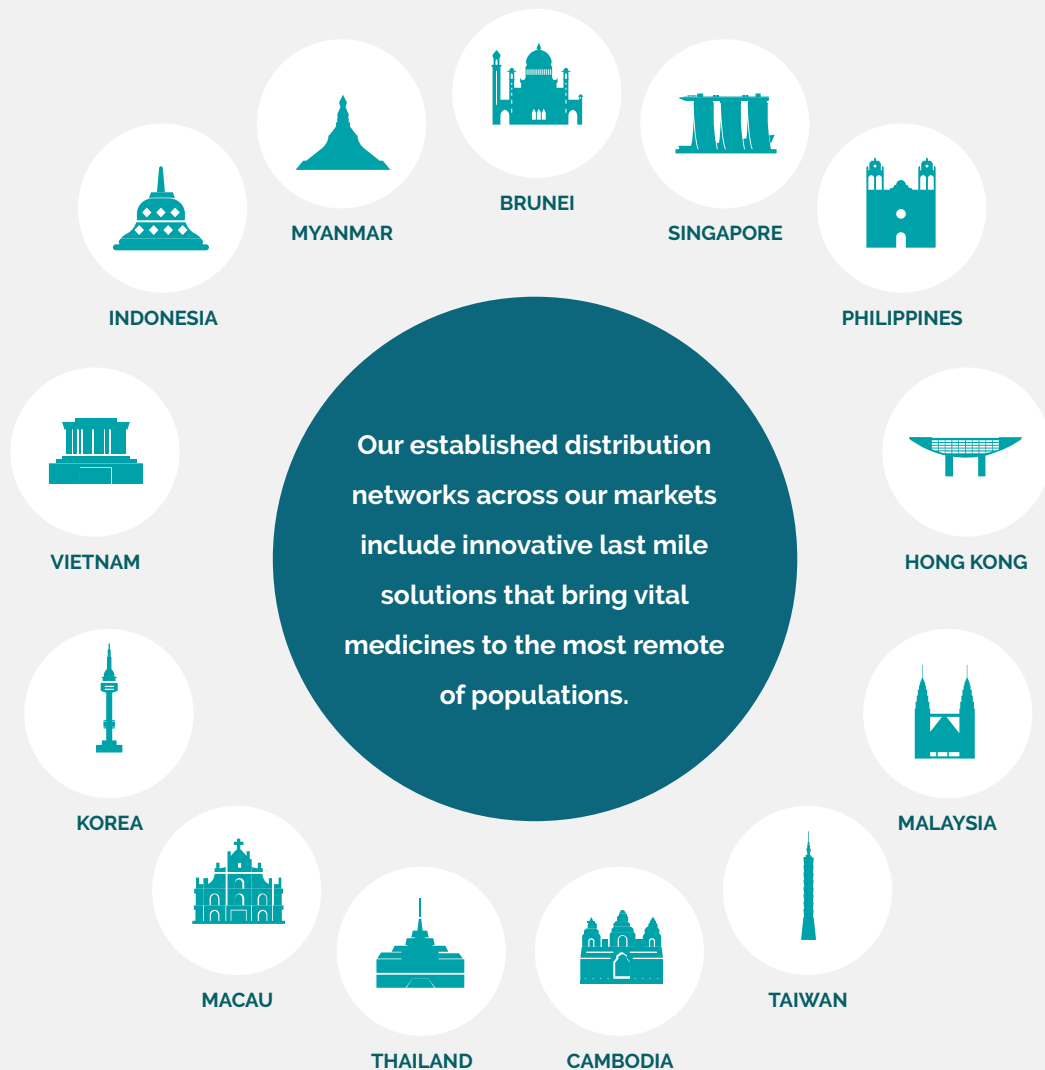 BRUNEI
MYANMAR
SINGAPORE
INDONESIA
PHILIPPINES
Our established distribution
networks across our markets
include innovative last mile
solutions that bring vital
medicines to the most remote
of populations.
VIETNAM
HONG KONG
KOREA
MALAYSIA
MACAU
TAIWAN
THAILAND
CAMBODIA